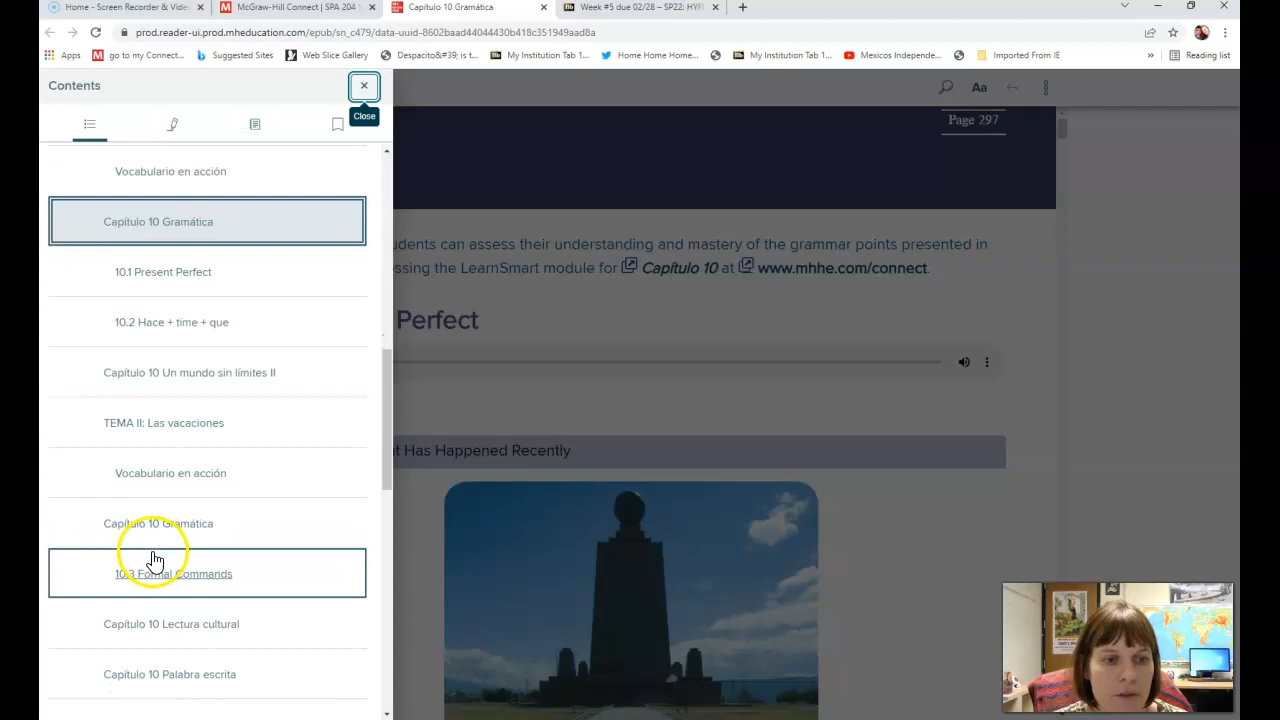 Home - Screen Recorder & Vide
McGraw-Hill Connect | SPA 204
Capítulo 10 Gramática
Week #5 due 02/28 – SP22: HYF
prod.reader-ui.prod.mheducation.com/epub/sn_c479/data-uuid-8602baad44044430b418c351949aad8a
Apps
go to my Connect...
Suggested Sites
Web Slice Gallery
Despacito&#39; is t...
My Institution Tab 1...
Home Home Home...
My Institution Tab 1...
Mexicos Independe...
Imported From IE
»
Reading list
Contents
Close
Aa
Page 297
Vocabulario en acción
Capítulo 10 Gramática
10.1 Present Perfect
10.2 Hace + time + que
Capítulo 10 Un mundo sin límites II
TEMA II: Las vacaciones
Vocabulario en acción
Capítulo 10 Gramática
10.3 Formal Commands
Capítulo 10 Lectura cultural
Capítulo 10 Palabra escrita
udents can assess their understanding and mastery of the grammar points presented in
essing the LearnSmart module for Capítulo 10 at www.mhhe.com/connect.
Perfect
t Has Happened Recently